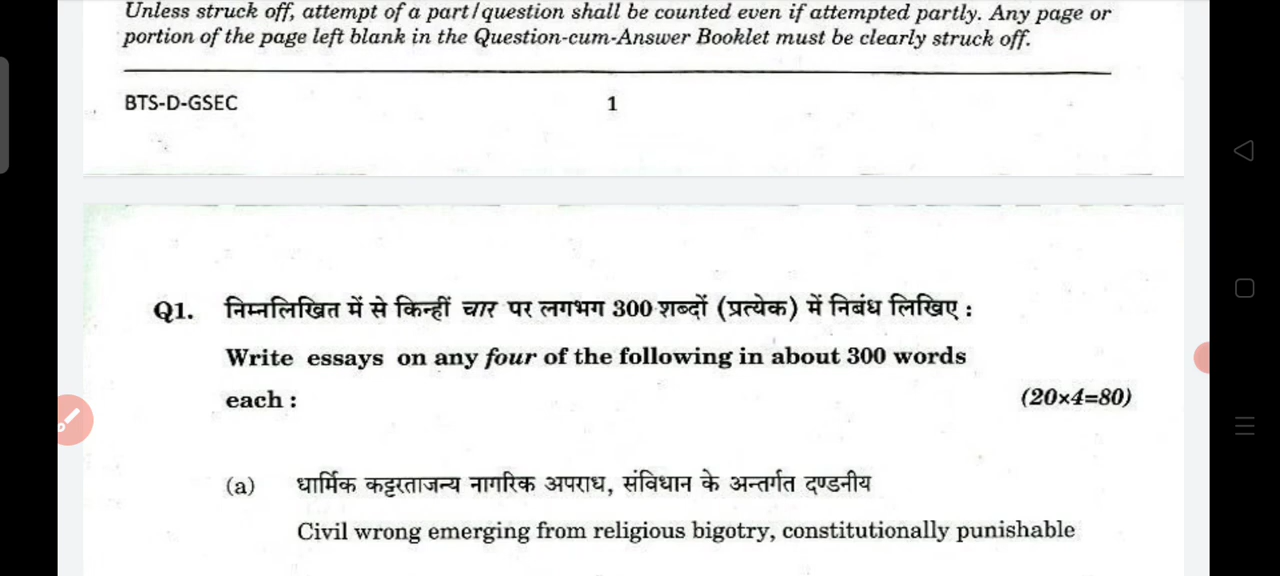 Unless struck off, attempt of a part/question shall be counted even if attempted partly. Any page or
portion of the page left blank in the Question-cum-Answer Booklet must be clearly struck off.
BTS-D-GSEC 1
Q1. निम्नलिखित में से किन्हीं चार पर लगभग 300 शब्दों (प्रत्येक) में निबंध लिखिए :
Write essays on any four of the following in about 300 words
each : (20×4=80)
(a) धार्मिक कट्टरताजन्य नागरिक अपराध, संविधान के अन्तर्गत दण्डनीय
Civil wrong emerging from religious bigotry, constitutionally punishable